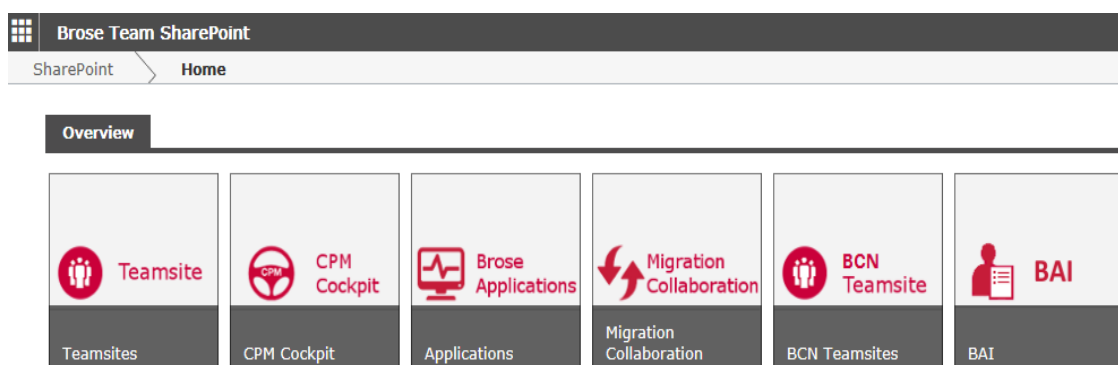 Brose Team SharePoint
SharePoint
Home
Overview
Teamsite
CPM
CPM
Cockpit
Brose
Applications
Migration
Collaboration
BCN
Teamsite
BAI
Teamsites
CPM Cockpit
Applications
Migration
Collaboration
BCN Teamsites
BAI